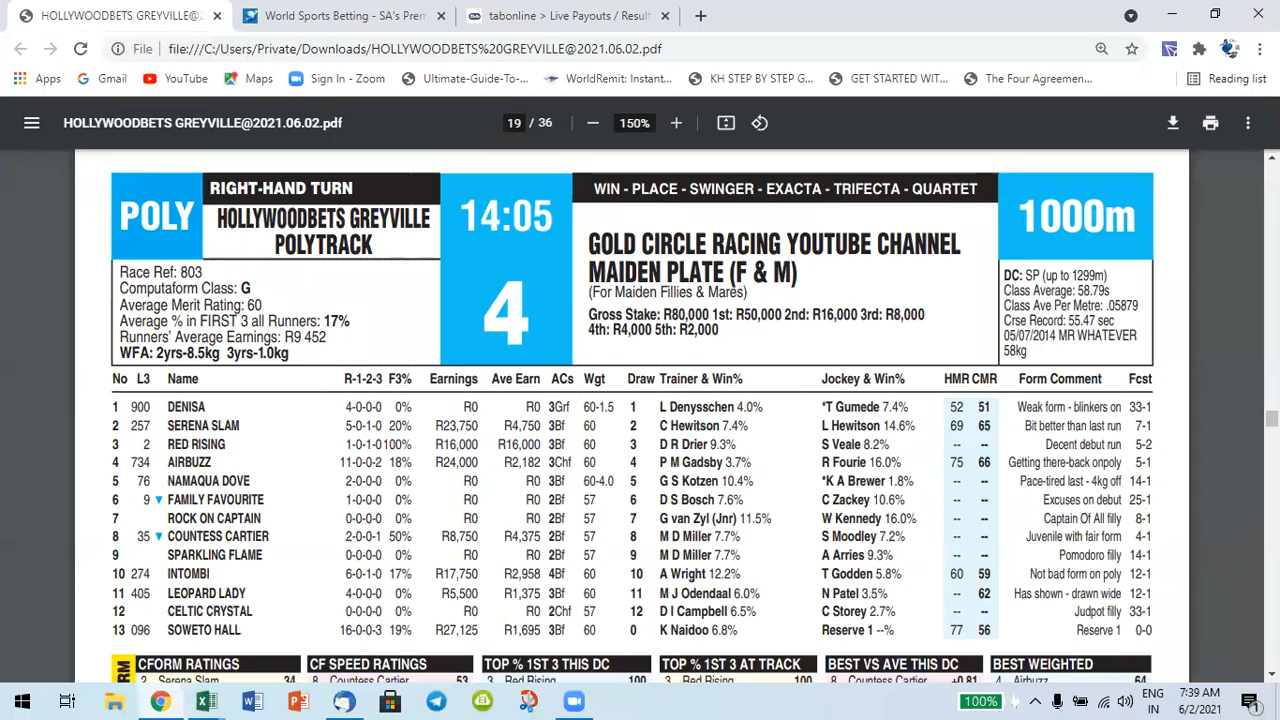 HOLLYWOODBETS GREYVILLE@202
World Sports Betting - SA's Prem
tabonline > Live Payouts / Result
File file:///C:/Users/Private/Downloads/HOLLYWOODBETS%20GREYVILLE@2021.06.02.pdf
Apps Gmail YouTube Maps Sign In - Zoom Ultimate-Guide-To-... WorldRemit: Instant... KH STEP BY STEP G... GET STARTED WIT... The Four Agreemen... Reading list
HOLLYWOODBETS GREYVILLE@2021.06.02.pdf 19 / 36 150%
POLY
RIGHT-HAND TURN
HOLLYWOODBETS GREYVILLE
POLYTRACK
Race Ref: 803
Computaform Class: G
Average Merit Rating: 60
Average % in FIRST 3 all Runners: 17%
Runners' Average Earnings: R9 452
WFA: 2yrs-8.5kg 3yrs-1.0kg
14:05
4
WIN - PLACE - SWINGER - EXACTA - TRIFECTA - QUARTET
GOLD CIRCLE RACING YOUTUBE CHANNEL
MAIDEN PLATE (F & M)
(For Maiden Fillies & Mares)
Gross Stake: R80,000 1st: R50,000 2nd: R16,000 3rd: R8,000
4th: R4,000 5th: R2,000
1000m
DC: SP (up to 1299m)
Class Average: 58.79s
Class Ave Per Metre: .05879
Crse Record: 55.47 sec
05/07/2014 MR WHATEVER
58kg
No L3 Name R-1-2-3 F3% Earnings Ave Earn ACs Wgt Draw Trainer & Win% Jockey & Win% HMR CMR Form Comment Fcst
1 900 DENISA 4-0-0-0 0% R0 R0 3Grf 60-1.5 1 L Denysschen 4.0% *T Gumede 7.4% 52 51 Weak form - blinkers on 33-1
2 257 SERENA SLAM 5-0-1-0 20% R23,750 R4,750 3Bf 60 2 C Hewitson 7.4% L Hewitson 14.6% 69 65 Bit better than last run 7-1
3 2 RED RISING 1-0-1-0 100% R16,000 R16,000 3Bf 60 3 D R Drier 9.3% S Veale 8.2% -- -- Decent debut run 5-2
4 734 AIRBUZZ 11-0-0-2 18% R24,000 R2,182 3Chf 60 4 P M Gadsby 3.7% R Fourie 16.0% 75 66 Getting there-back onpoly 5-1
5 76 NAMAQUA DOVE 2-0-0-0 0% R0 R0 3Bf 60-4.0 5 G S Kotzen 10.4% *K A Brewer 1.8% -- -- Pace-tired last - 4kg off 14-1
6 9 FAMILY FAVOURITE 1-0-0-0 0% R0 R0 2Bf 57 6 D S Bosch 7.6% C Zackey 10.6% -- -- Excuses on debut 25-1
7 ROCK ON CAPTAIN 0-0-0-0 0% R0 R0 2Bf 57 7 G van Zyl (Jnr) 11.5% W Kennedy 16.0% -- -- Captain Of All filly 8-1
8 35 COUNTESS CARTIER 2-0-0-1 50% R8,750 R4,375 2Bf 57 8 M D Miller 7.7% S Moodley 7.2% -- -- Juvenile with fair form 4-1
9 SPARKLING FLAME 0-0-0-0 0% R0 R0 2Bf 57 9 M D Miller 7.7% A Arries 9.3% -- -- Pomodoro filly 14-1
10 274 INTOMBI 6-0-1-0 17% R17,750 R2,958 4Bf 60 10 A Wright 12.2% T Godden 5.8% 60 59 Not bad form on poly 12-1
11 405 LEOPARD LADY 4-0-0-0 0% R5,500 R1,375 3Bf 60 11 M J Odendaal 6.0% N Patel 3.5% -- 62 Has shown - drawn wide 12-1
12 CELTIC CRYSTAL 0-0-0-0 0% R0 R0 2Chf 57 12 D I Campbell 6.5% C Storey 2.7% -- -- Judpot filly 33-1
13 096 SOWETO HALL 16-0-0-3 19% R27,125 R1,695 3Bf 60 0 K Naidoo 6.8% Reserve 1 --% 77 56 Reserve 1 0-0
CFORM RATINGS CF SPEED RATINGS TOP % 1ST 3 THIS DC TOP % 1ST 3 AT TRACK BEST VS AVE THIS DC BEST WEIGHTED
2 Serena Slam 34 8 Countess Cartier 53 3 Red Rising 100 3 Red Rising 100 8 Countess Cartier +0.81 4 Airbuzz 64
100% ENG IN 7:39 AM 6/2/2021